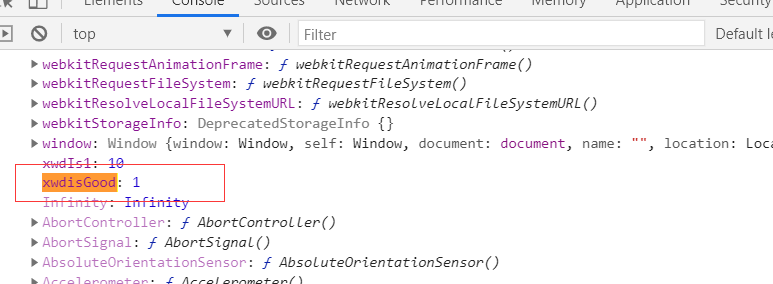 Elements Console Sources Network Performance Memory Application Security
top ▼ Filter Default le
webkitRequestAnimationFrame: ƒ webkitRequestAnimationFrame()
webkitRequestFileSystem: ƒ webkitRequestFileSystem()
webkitResolveLocalFileSystemURL: ƒ webkitResolveLocalFileSystemURL()
webkitStorageInfo: DeprecatedStorageInfo {}
window: Window {window: Window, self: Window, document: document, name: "", location: Loca
xwdIs1: 10
xwdisGood: 1
Infinity: Infinity
AbortController: ƒ AbortController()
AbortSignal: ƒ AbortSignal()
AbsoluteOrientationSensor: ƒ AbsoluteOrientationSensor()
Accelerometer: ƒ Accelerometer()